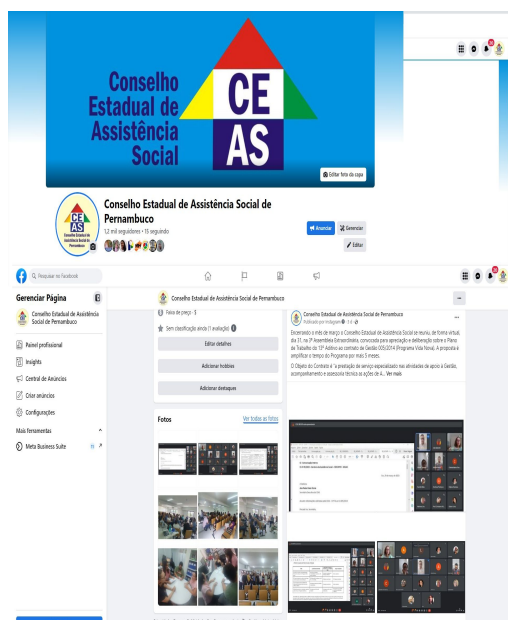 Conselho
Estadual de
Assistência
Social
CE
AS
Editar foto da capa
Conselho Estadual de Assistência Social de
Pernambuco
1,2 mil seguidores • 15 seguindo
Anunciar
Gerenciar
Editar
Pesquisar no Facebook
Gerenciar Página
Conselho Estadual de Assistência
Social de Pernambuco
Painel profissional
Insights
Central de Anúncios
Criar anúncios
Configurações
Mais ferramentas
Meta Business Suite
Conselho Estadual de Assistência Social de Pernambuco
Faixa de preço · $
Sem classificação ainda (1 avaliação)
Editar detalhes
Adicionar hobbies
Adicionar destaques
Fotos
Ver todas as fotos
Conselho Estadual de Assistência Social de Pernambuco
Publicado por Instagram
Encerrando o mês de março o Conselho Estadual de Assistência Social se reuniu, de forma virtual,
dia 31, na 3ª Assembleia Extraordinária, convocada para apreciação e deliberação sobre o Plano
de Trabalho do 13º Aditivo ao contrato de Gestão 005/2014 (Programa Vida Nova). A proposta é
amplificar o tempo do Programa por mais 5 meses.
O Objeto do Contrato é "a prestação de serviço especializado nas atividades de apoio à Gestão,
acompanhamento e assessoria técnica as ações de A... Ver mais